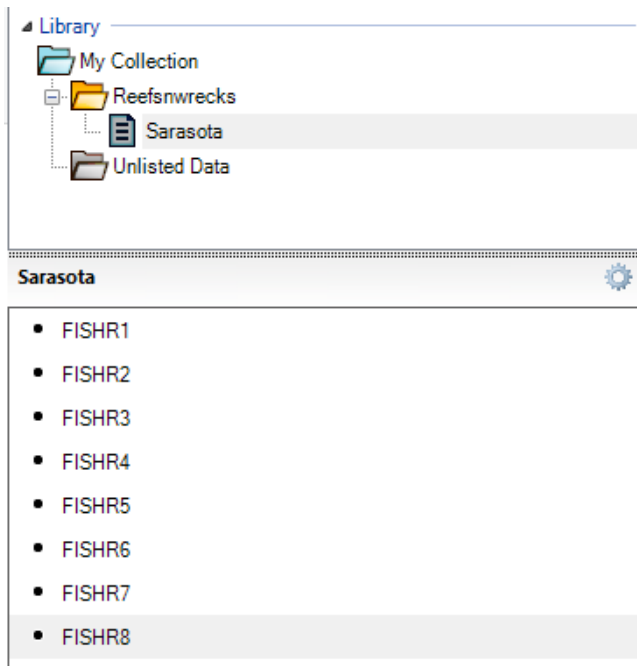 Library
My Collection
Reefsnwrecks
Sarasota
Unlisted Data
Sarasota
FISHR1
FISHR2
FISHR3
FISHR4
FISHR5
FISHR6
FISHR7
FISHR8